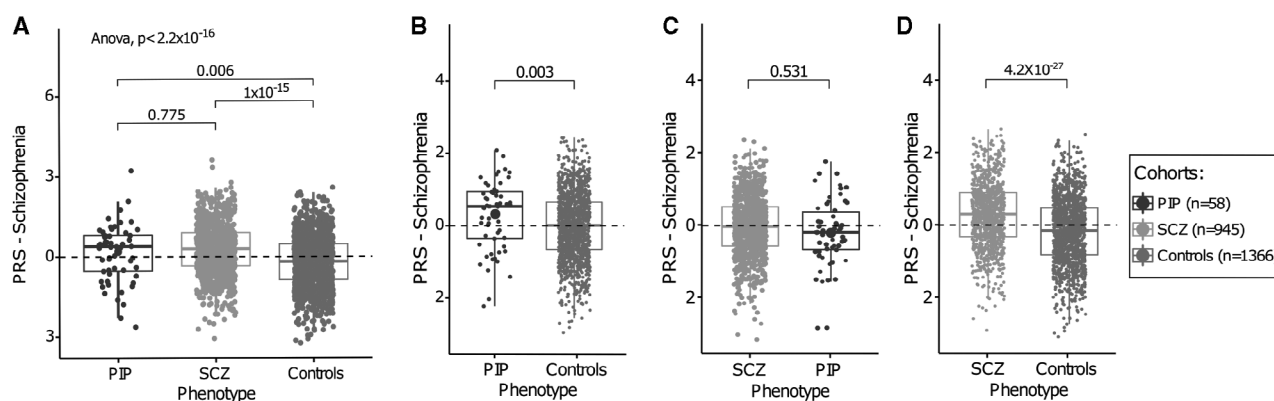 A
Anova, p< 2.2x10⁻¹⁶
0.006
1x10⁻¹⁵
0.775
6
3
0
3
PRS - Schizophrenia
PIP SCZ Controls
Phenotype
B
0.003
4
2
0
2
PRS - Schizophrenia
PIP Controls
Phenotype
C
0.531
4
2
0
2
PRS - Schizophrenia
SCZ PIP
Phenotype
D
4.2X10⁻²⁷
4
2
0
2
PRS - Schizophrenia
SCZ Controls
Phenotype
Cohorts:
PIP (n=58)
SCZ (n=945)
Controls (n=1366